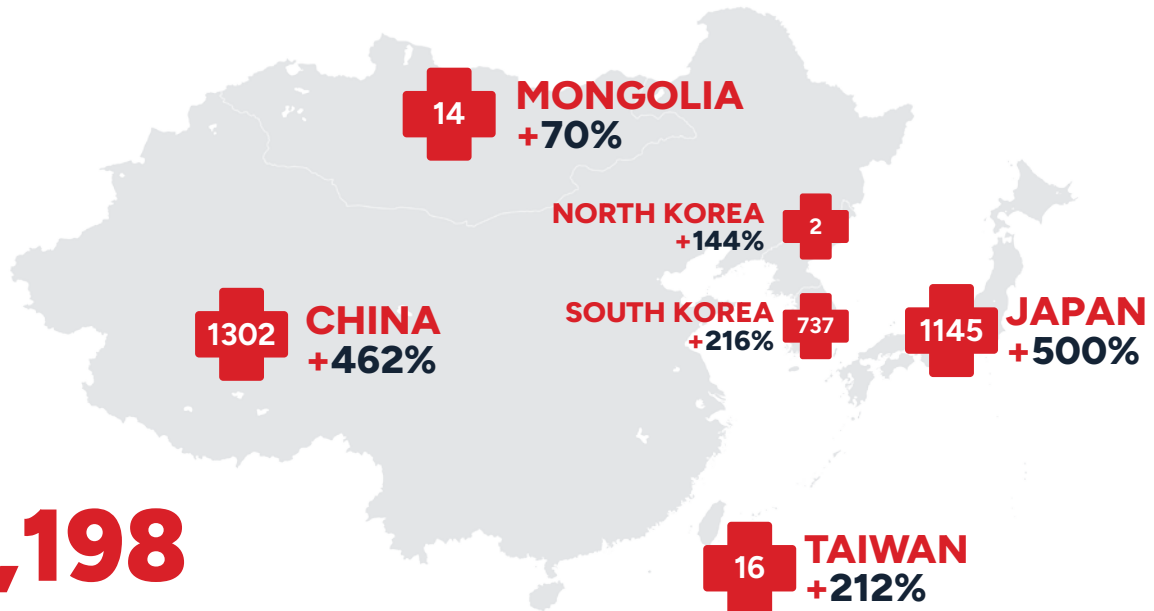 14
MONGOLIA
+70%
NORTH KOREA
+144%
2
1302
CHINA
+462%
SOUTH KOREA
+216%
737
1145
JAPAN
+500%
,198
16
TAIWAN
+212%